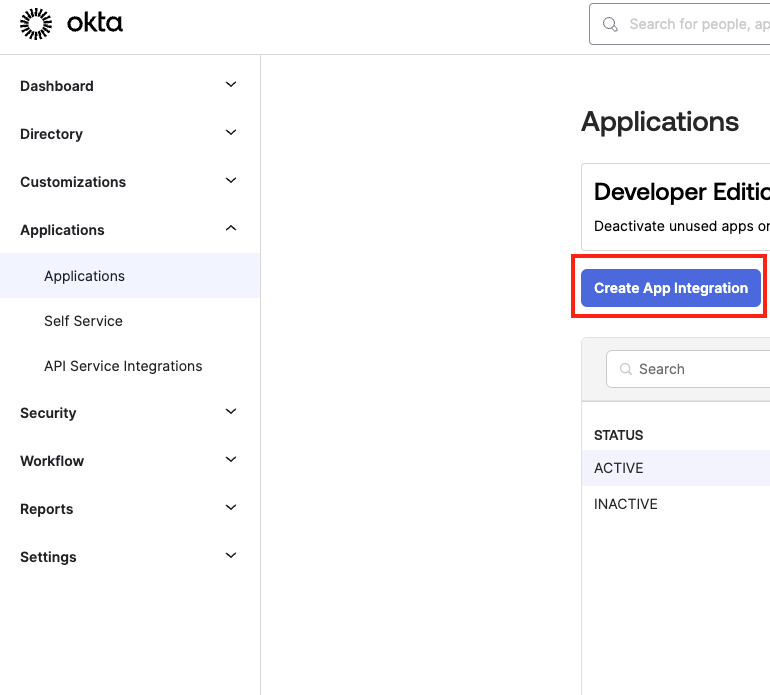 okta
Search for people, ap
Dashboard
Directory
Customizations
Applications
Applications
Self Service
API Service Integrations
Security
Workflow
Reports
Settings
Applications
Developer Editio
Deactivate unused apps or
Create App Integration
Search
STATUS
ACTIVE
INACTIVE